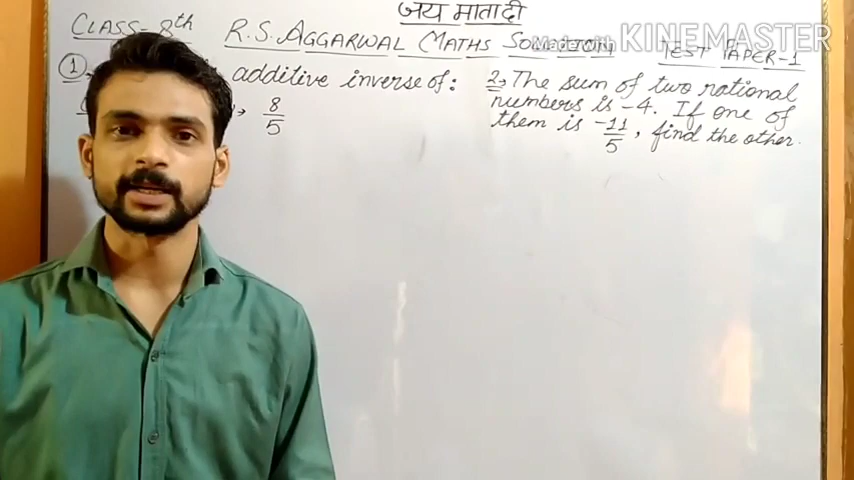 जय माता दी
CLASS- 8th R.S. AGGARWAL MATHS SOLUTION TEST PAPER-1
Made with KINEMASTER
① additive inverse of:
8/5
2→ The sum of two rational
numbers is -4. If one of
them is -11/5, find the other.